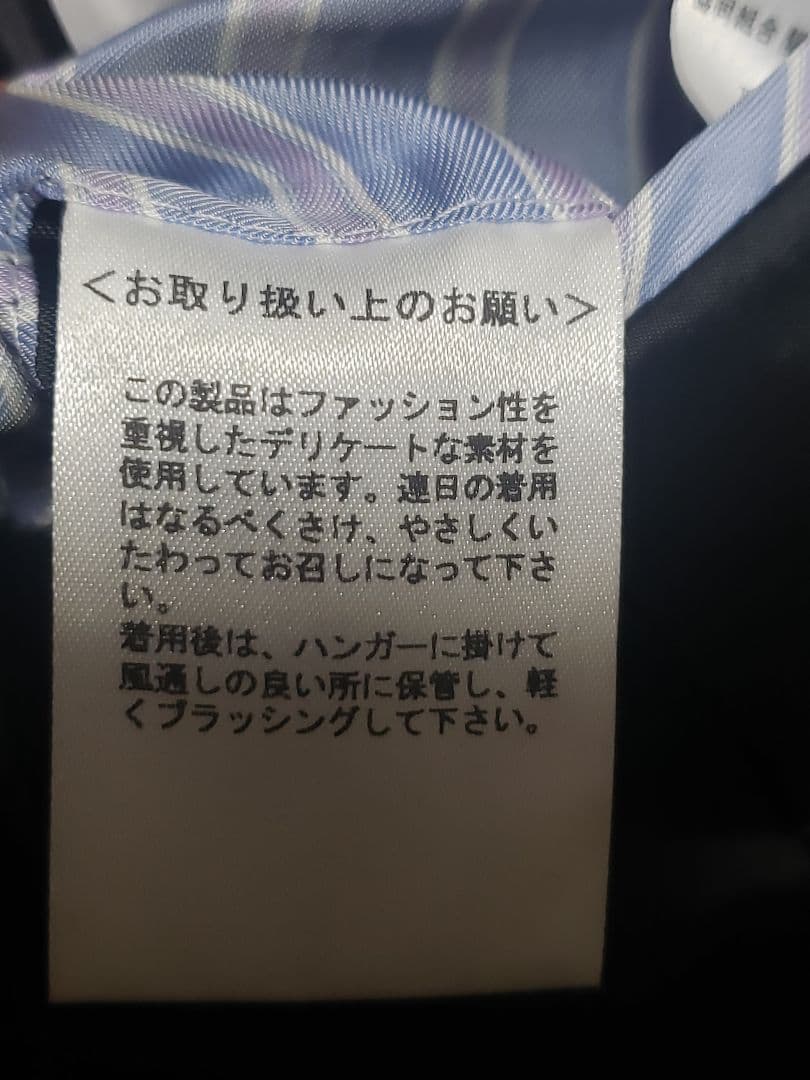 <お取り扱い上のお願い>
この製品はファッション性を
重視したデリケートな素材を
使用しています。連日の着用
はなるべくさけ、やさしくい
たわってお召しになって下さ
い。
着用後は、ハンガーに掛けて
風通しの良い所に保管し、軽
くブラッシングして下さい。